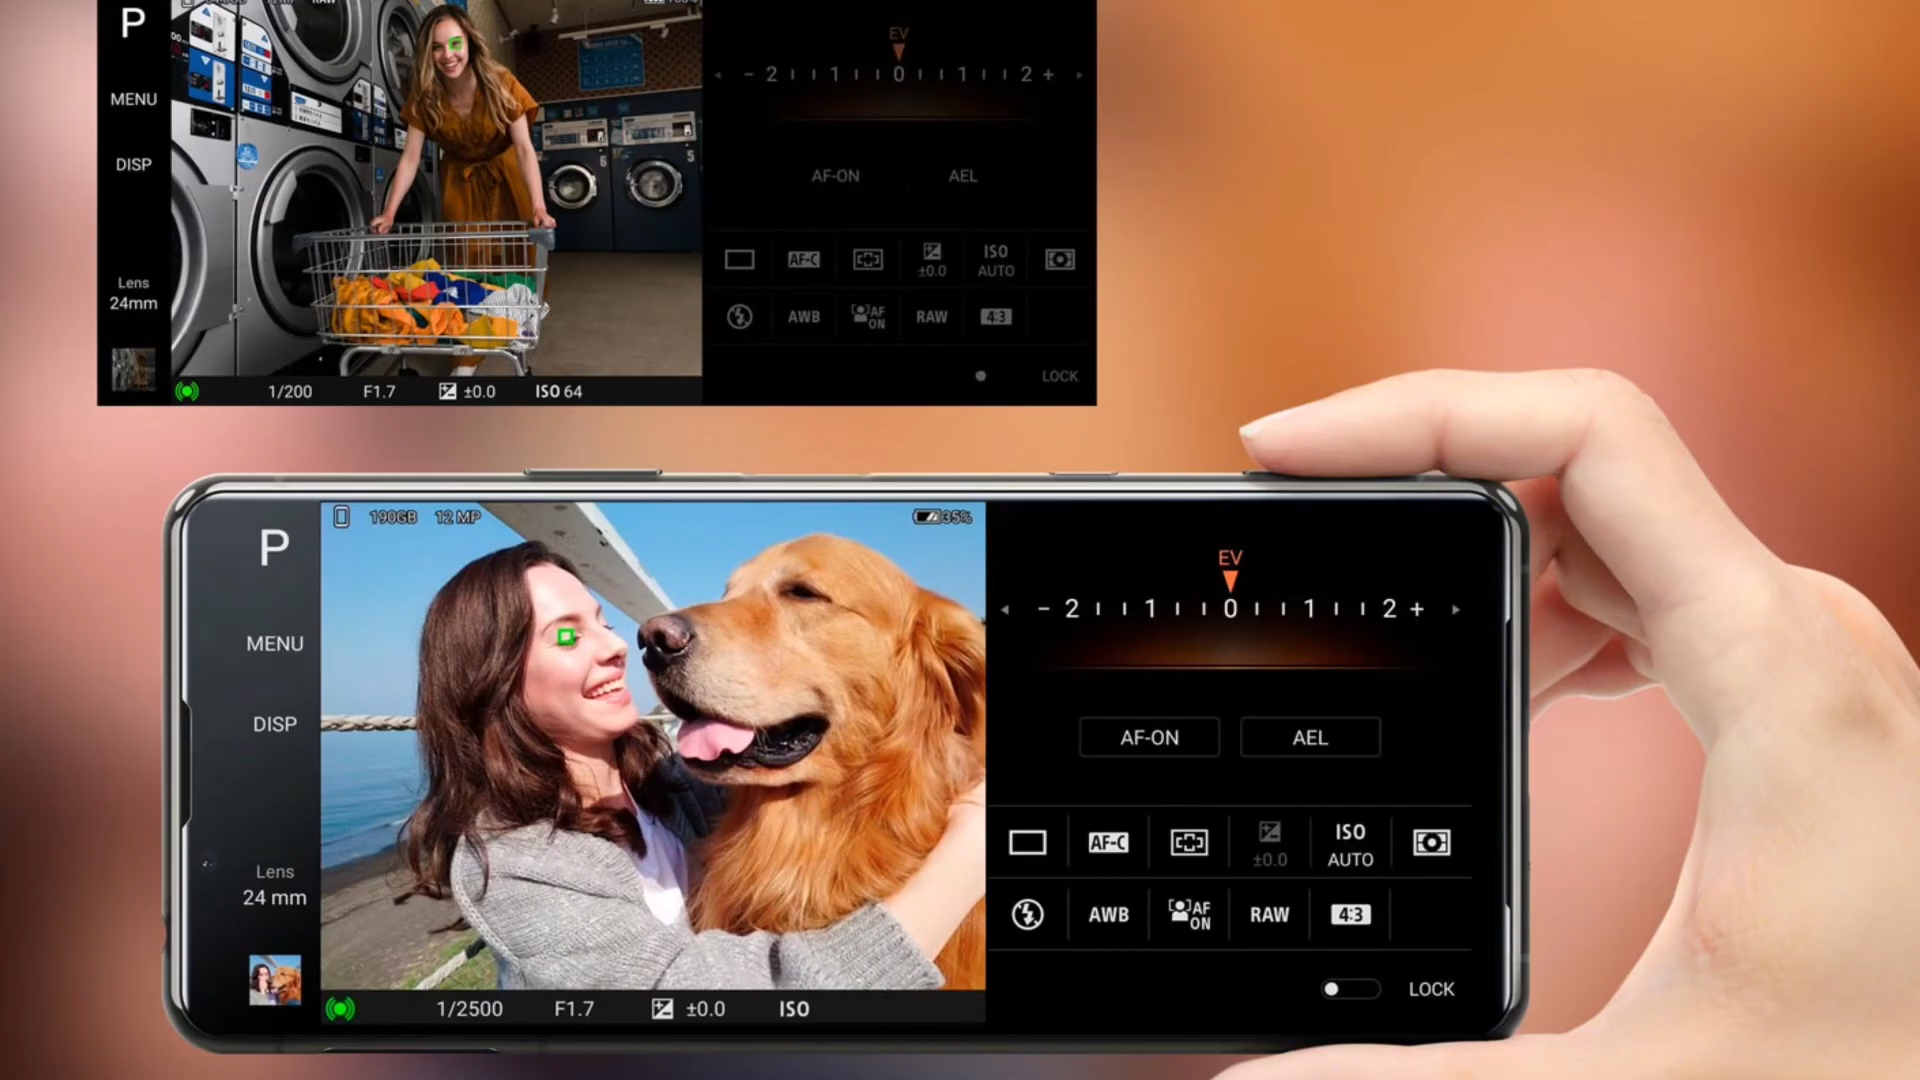 P
MENU
DISP
Lens
24mm
1/200 F1.7 ±0.0 ISO 64
EV
- 2 1 0 1 2 +
AF-ON AEL
AF-C ±0.0 ISO AUTO
AWB AF ON RAW 4:3
LOCK
6 5
P
MENU
DISP
Lens
24 mm
190GB 12 MP 35%
1/2500 F1.7 ±0.0 ISO
EV
- 2 1 0 1 2 +
AF-ON AEL
AF-C ±0.0 ISO AUTO
AWB AF ON RAW 4:3
LOCK